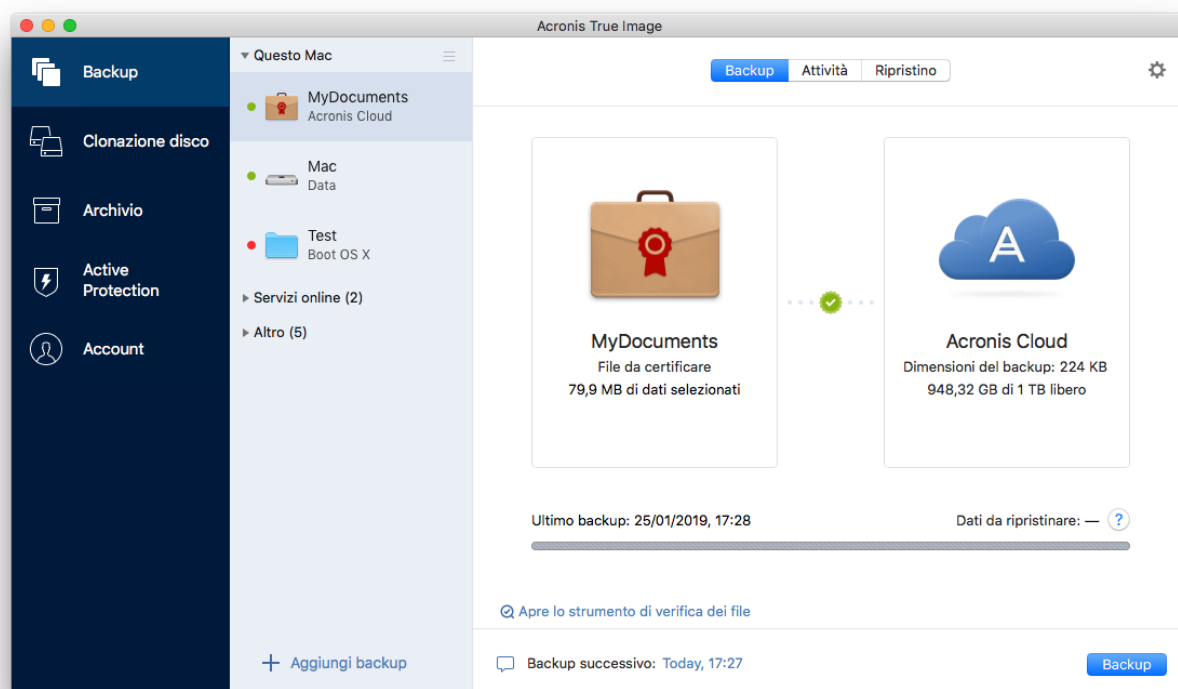 Acronis True Image
Backup
Clonazione disco
Archivio
Active
Protection
Account
Questo Mac
MyDocuments
Acronis Cloud
Mac
Data
Test
Boot OS X
Servizi online (2)
Altro (5)
Aggiungi backup
Backup
Attività
Ripristino
MyDocuments
File da certificare
79,9 MB di dati selezionati
Acronis Cloud
Dimensioni del backup: 224 KB
948,32 GB di 1 TB libero
Ultimo backup: 25/01/2019, 17:28
Dati da ripristinare: — ?
Apre lo strumento di verifica dei file
Backup successivo: Today, 17:27
Backup